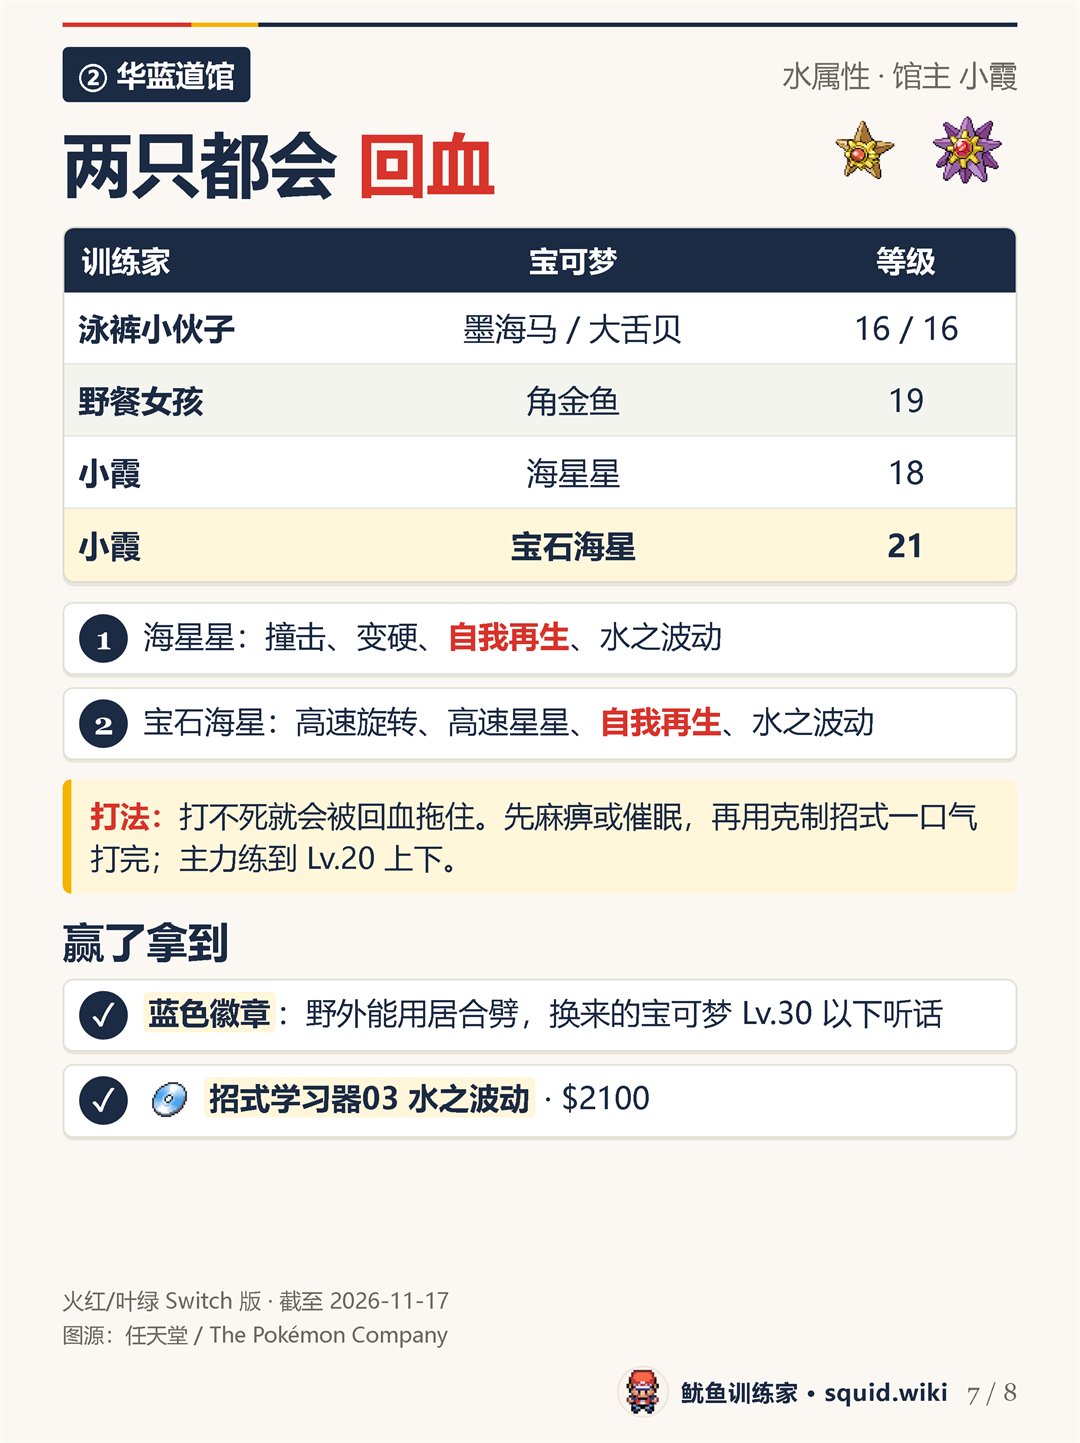 ② 华蓝道馆
水属性 · 馆主 小霞
两只都会 回血
训练家 宝可梦 等级
泳裤小伙子 墨海马 / 大舌贝 16 / 16
野餐女孩 角金鱼 19
小霞 海星星 18
小霞 宝石海星 21
1 海星星：撞击、变硬、自我再生、水之波动
2 宝石海星：高速旋转、高速星星、自我再生、水之波动
打法：打不死就会被回血拖住。先麻痹或催眠，再用克制招式一口气
打完；主力练到 Lv.20 上下。
赢了拿到
✓ 蓝色徽章：野外能用居合劈，换来的宝可梦 Lv.30 以下听话
✓ 招式学习器03 水之波动 · $2100
火红/叶绿 Switch 版 · 截至 2026-11-17
图源：任天堂 / The Pokémon Company
鱿鱼训练家 • squid.wiki 7 / 8